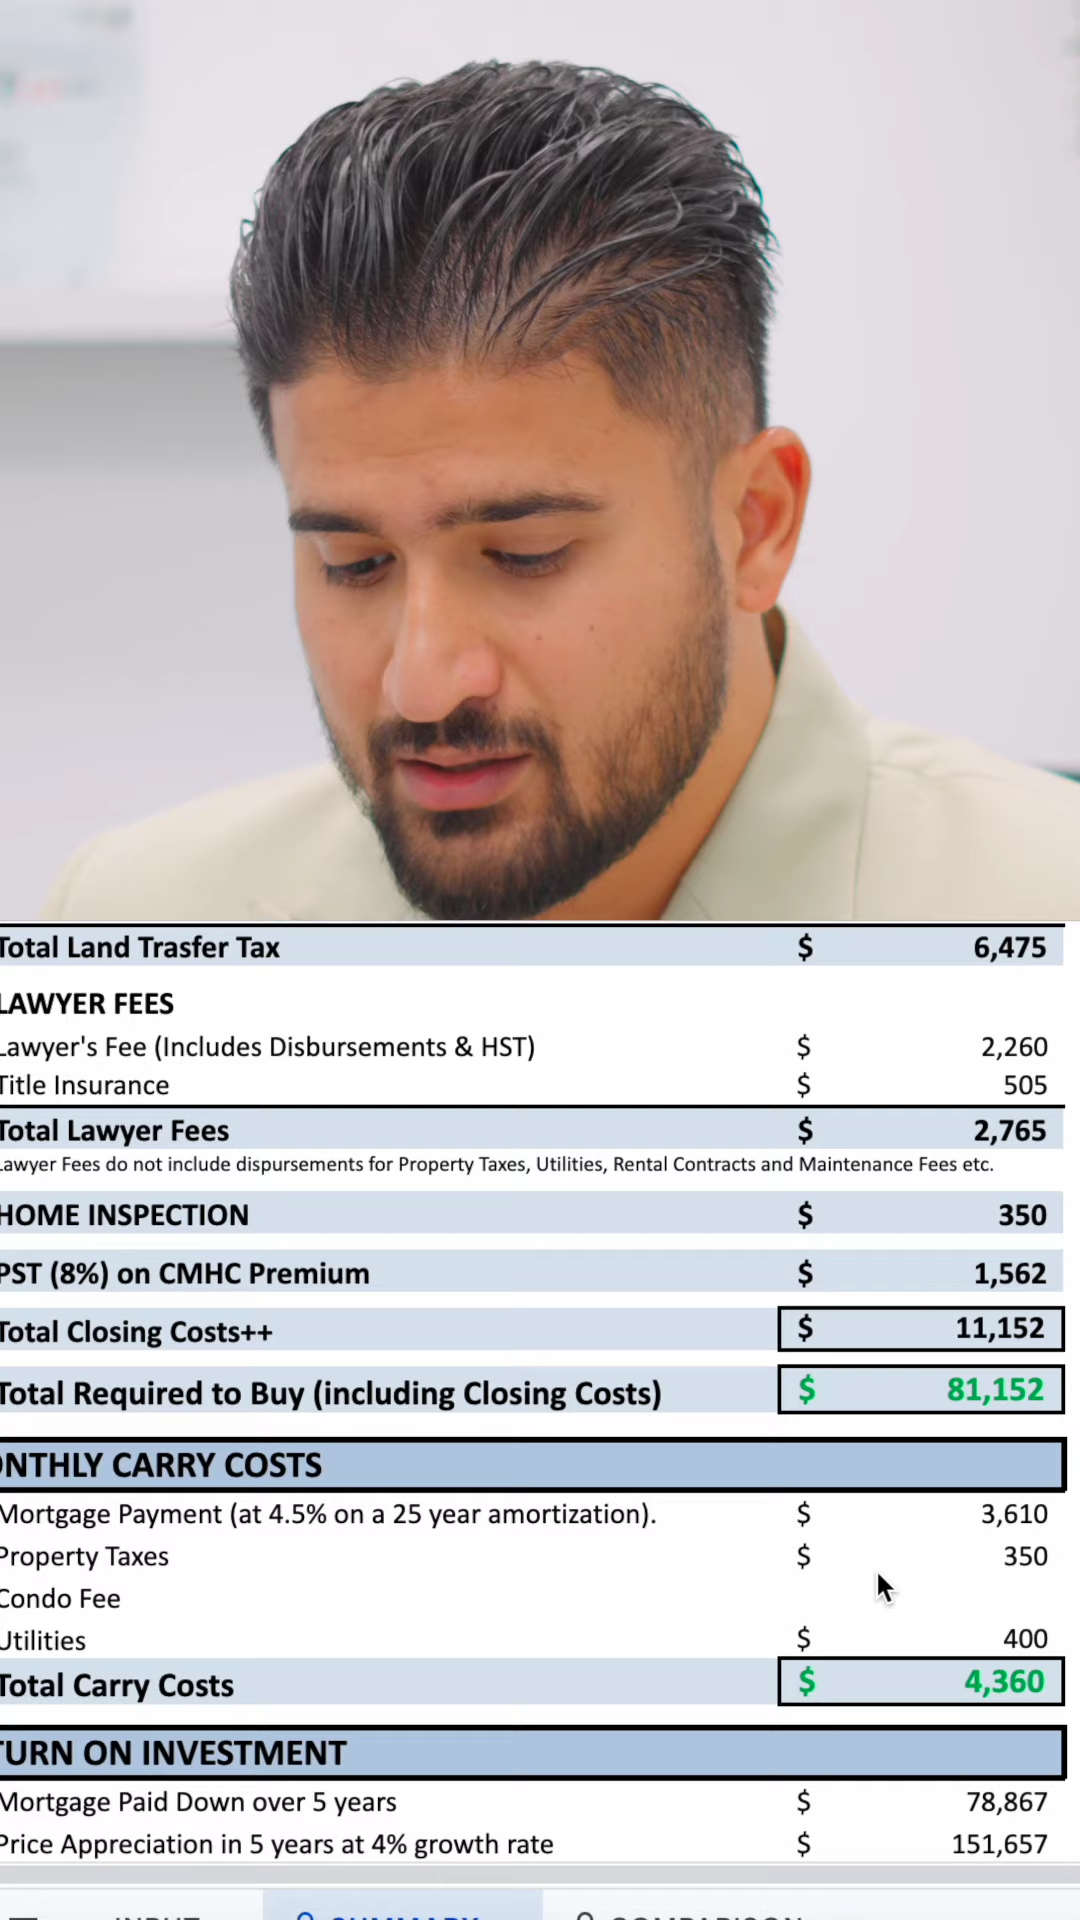 Total Land Trasfer Tax $ 6,475
LAWYER FEES
Lawyer's Fee (Includes Disbursements & HST) $ 2,260
Title Insurance $ 505
Total Lawyer Fees $ 2,765
Lawyer Fees do not include dispursements for Property Taxes, Utilities, Rental Contracts and Maintenance Fees etc.
HOME INSPECTION $ 350
PST (8%) on CMHC Premium $ 1,562
Total Closing Costs++ $ 11,152
Total Required to Buy (including Closing Costs) $ 81,152
ONTHLY CARRY COSTS
Mortgage Payment (at 4.5% on a 25 year amortization). $ 3,610
Property Taxes $ 350
Condo Fee
Utilities $ 400
Total Carry Costs $ 4,360
TURN ON INVESTMENT
Mortgage Paid Down over 5 years $ 78,867
Price Appreciation in 5 years at 4% growth rate $ 151,657
INPUT SUMMARY COMPARISON